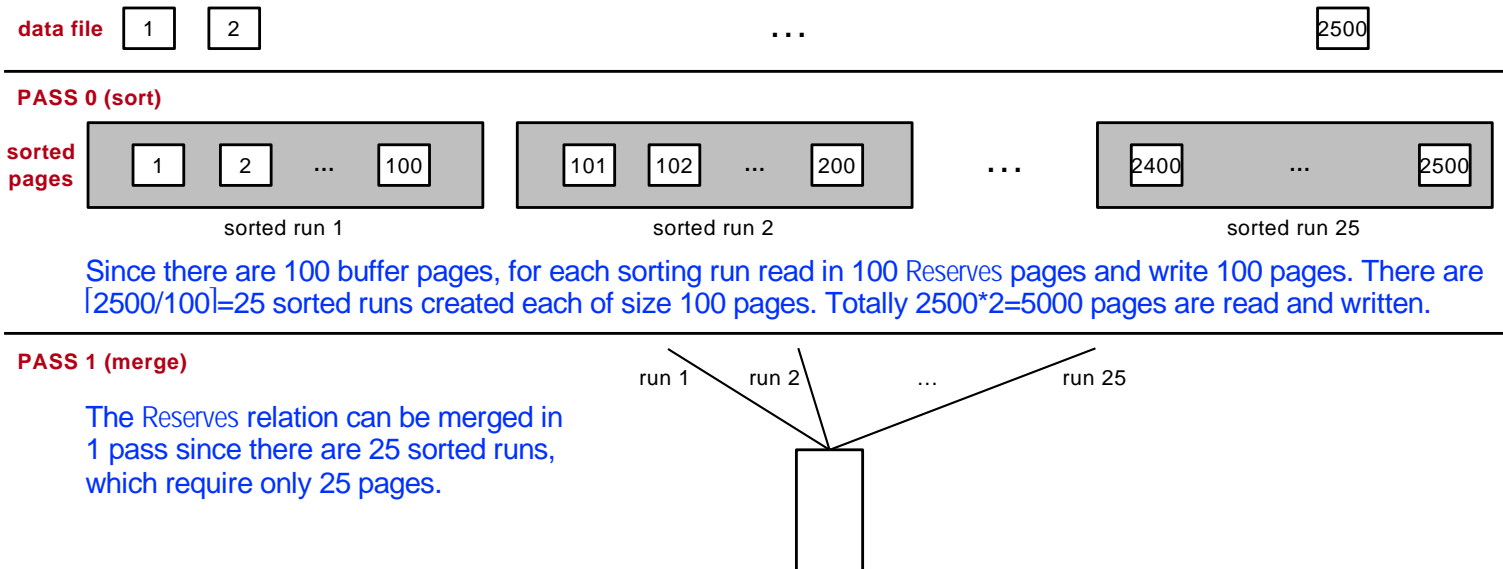 data file 1 2 ... 2500
PASS 0 (sort)
sorted pages 1 2 ... 100 101 102 ... 200 ... 2400 ... 2500
sorted run 1 sorted run 2 sorted run 25
Since there are 100 buffer pages, for each sorting run read in 100 Reserves pages and write 100 pages. There are
⌈2500/100⌉=25 sorted runs created each of size 100 pages. Totally 2500*2=5000 pages are read and written.
PASS 1 (merge)
run 1 run 2 ... run 25
The Reserves relation can be merged in
1 pass since there are 25 sorted runs,
which require only 25 pages.